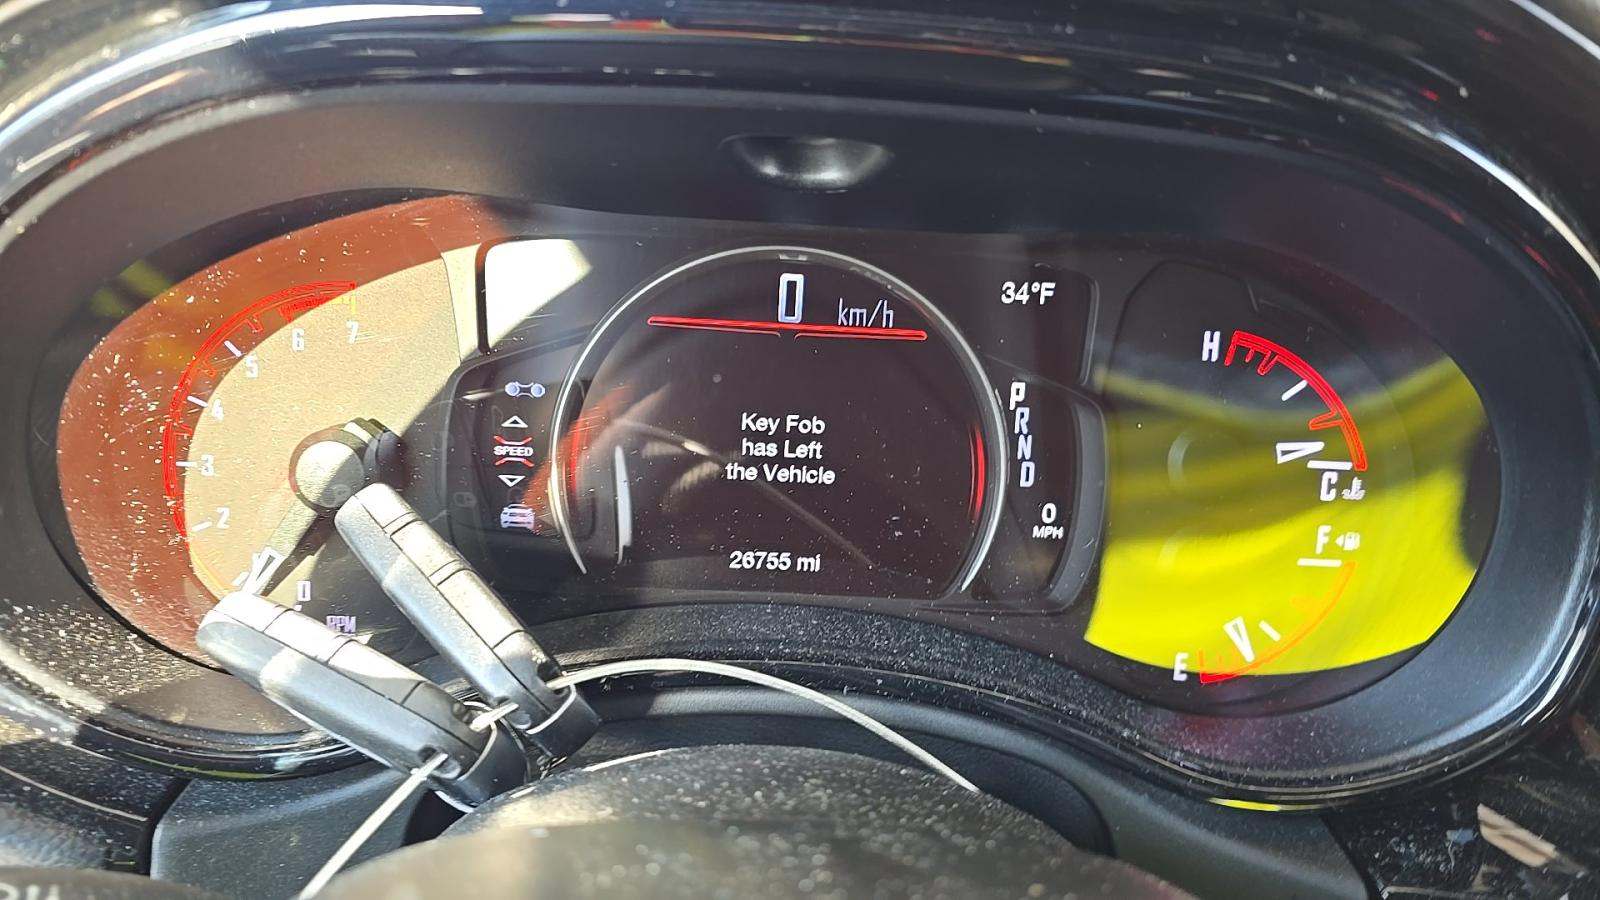 7
6
5
4
3
2
0
RPM
SPEED
0 km/h
Key Fob
has Left
the Vehicle
26755 mi
34°F
P
R
N
D
0
MPH
H
C
F
E